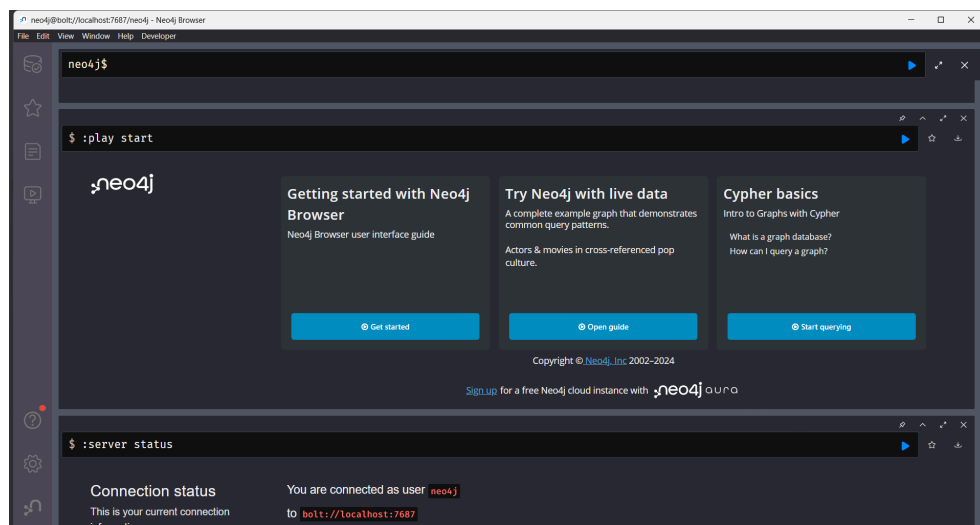 neo4j@bolt://localhost:7687/neo4j - Neo4j Browser
File Edit View Window Help Developer
neo4j$
$ :play start
neo4j
Getting started with Neo4j
Browser
Neo4j Browser user interface guide
Get started
Try Neo4j with live data
A complete example graph that demonstrates
common query patterns.
Actors & movies in cross-referenced pop
culture.
Open guide
Cypher basics
Intro to Graphs with Cypher
What is a graph database?
How can I query a graph?
Start querying
Copyright © Neo4j, Inc 2002–2024
Sign up for a free Neo4j cloud instance with neo4j aura
$ :server status
Connection status
This is your current connection
You are connected as user neo4j
to bolt://localhost:7687